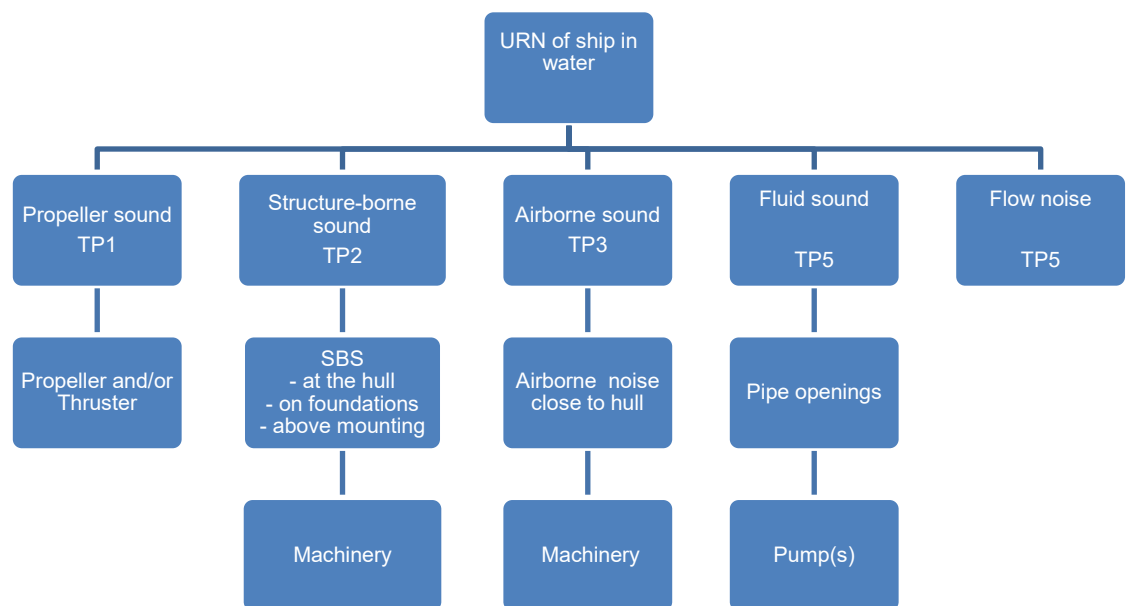 URN of ship in
water
Propeller sound
TP1
Structure-borne
sound
TP2
Airborne sound
TP3
Fluid sound
TP5
Flow noise
TP5
Propeller and/or
Thruster
SBS
- at the hull
- on foundations
- above mounting
Airborne noise
close to hull
Pipe openings
Machinery
Machinery
Pump(s)